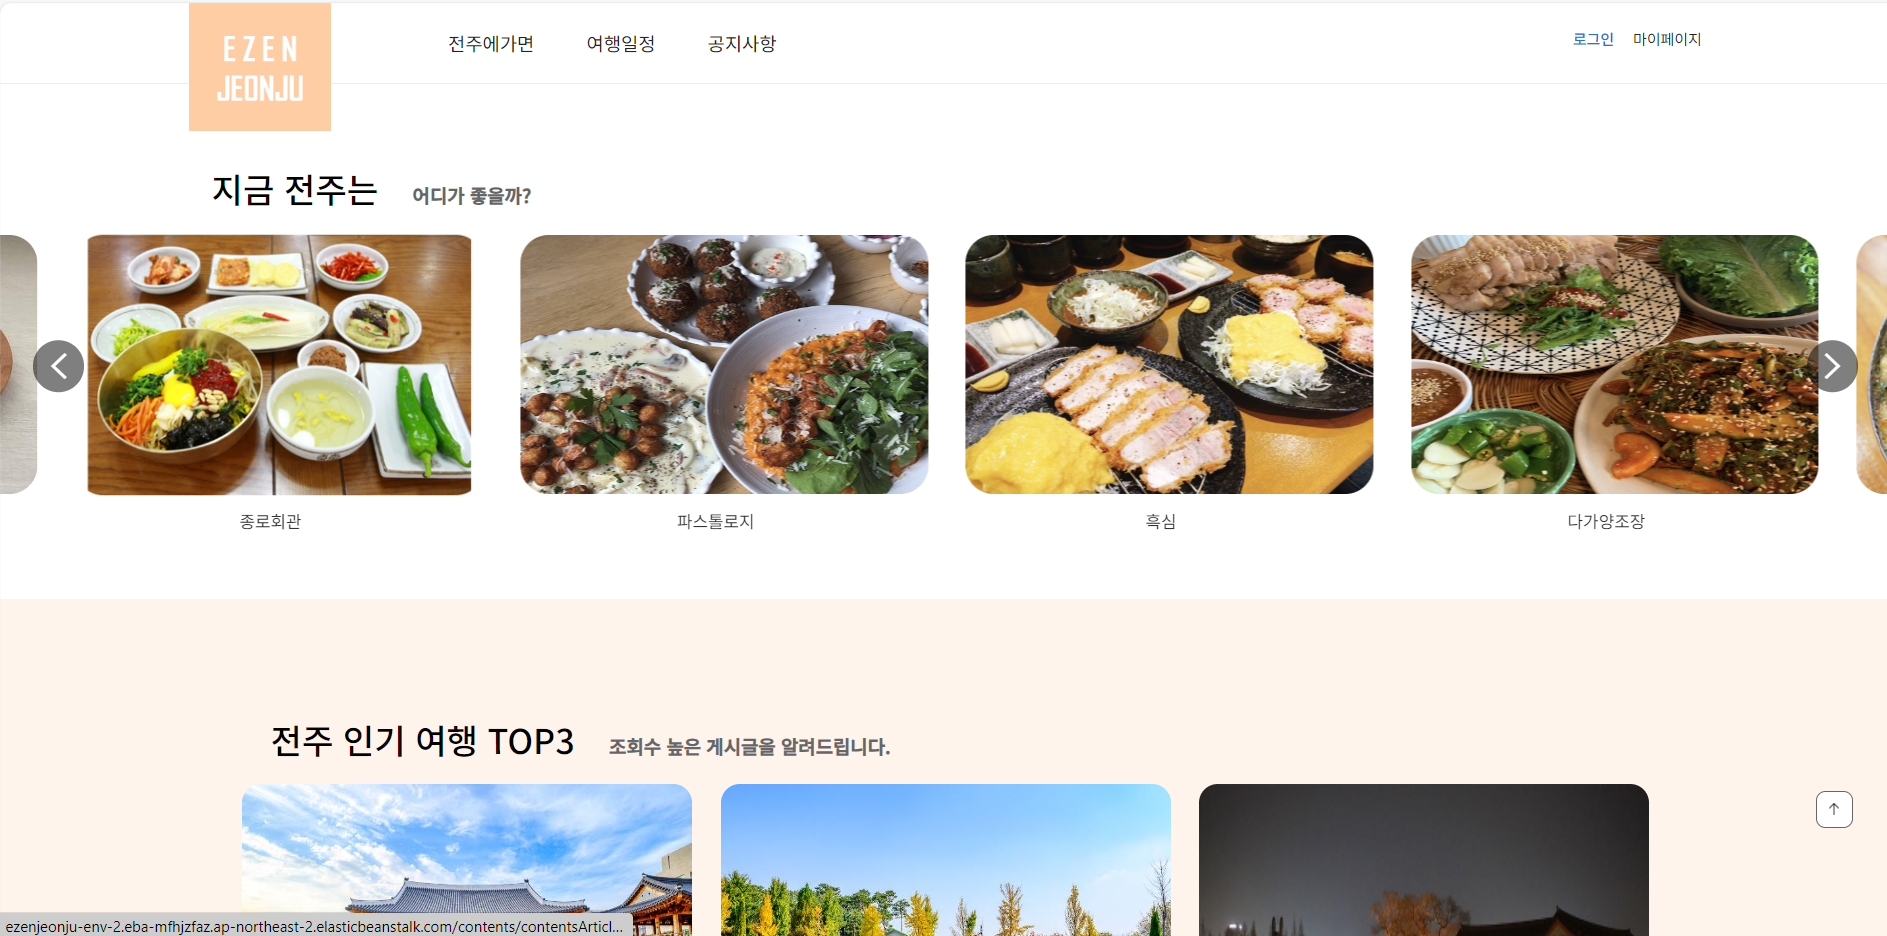 EZEN
JEONJU
전주에가면 여행일정 공지사항
로그인 마이페이지
지금 전주는 어디가 좋을까?
종로회관 파스톨로지 흑심 다가양조장
전주 인기 여행 TOP3 조회수 높은 게시글을 알려드립니다.
ezenjeonju-env-2.eba-mfhjzfaz.ap-northeast-2.elasticbeanstalk.com/contents/contentsArticl...